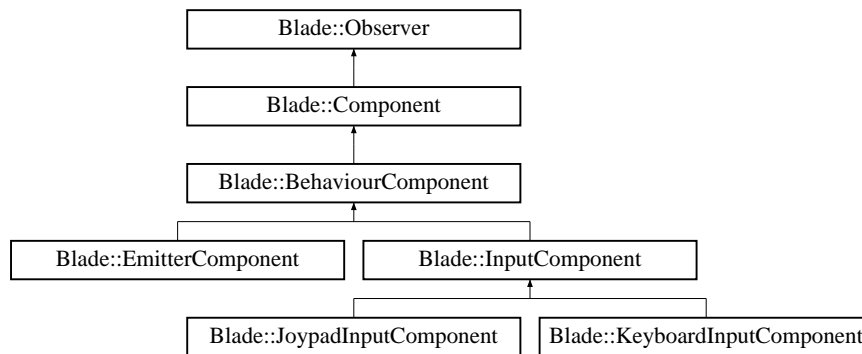 Blade::Observer
Blade::Component
Blade::BehaviourComponent
Blade::EmitterComponent
Blade::InputComponent
Blade::JoypadInputComponent
Blade::KeyboardInputComponent